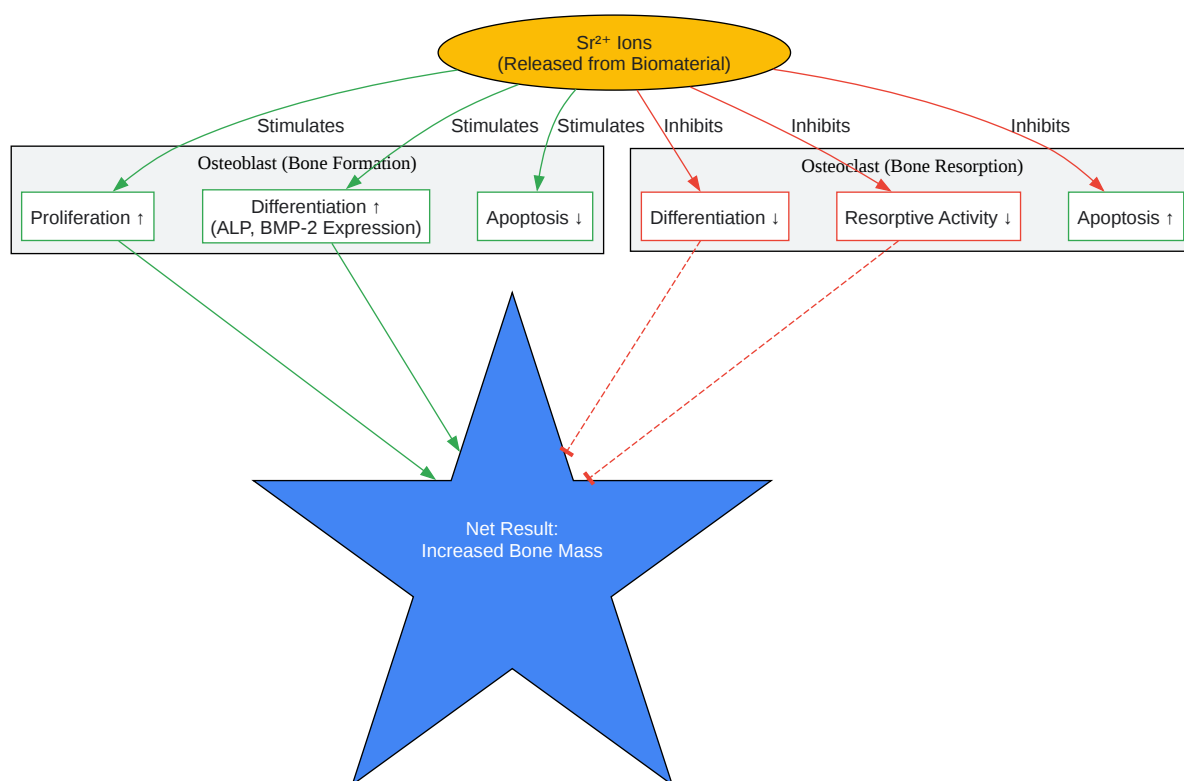 Sr²⁺ Ions
(Released from Biomaterial)
Stimulates
Stimulates
Stimulates
Inhibits
Inhibits
Inhibits
Osteoblast (Bone Formation)
Osteoclast (Bone Resorption)
Proliferation ↑
Differentiation ↑
(ALP, BMP-2 Expression)
Apoptosis ↓
Differentiation ↓
Resorptive Activity ↓
Apoptosis ↑
Net Result:
Increased Bone Mass